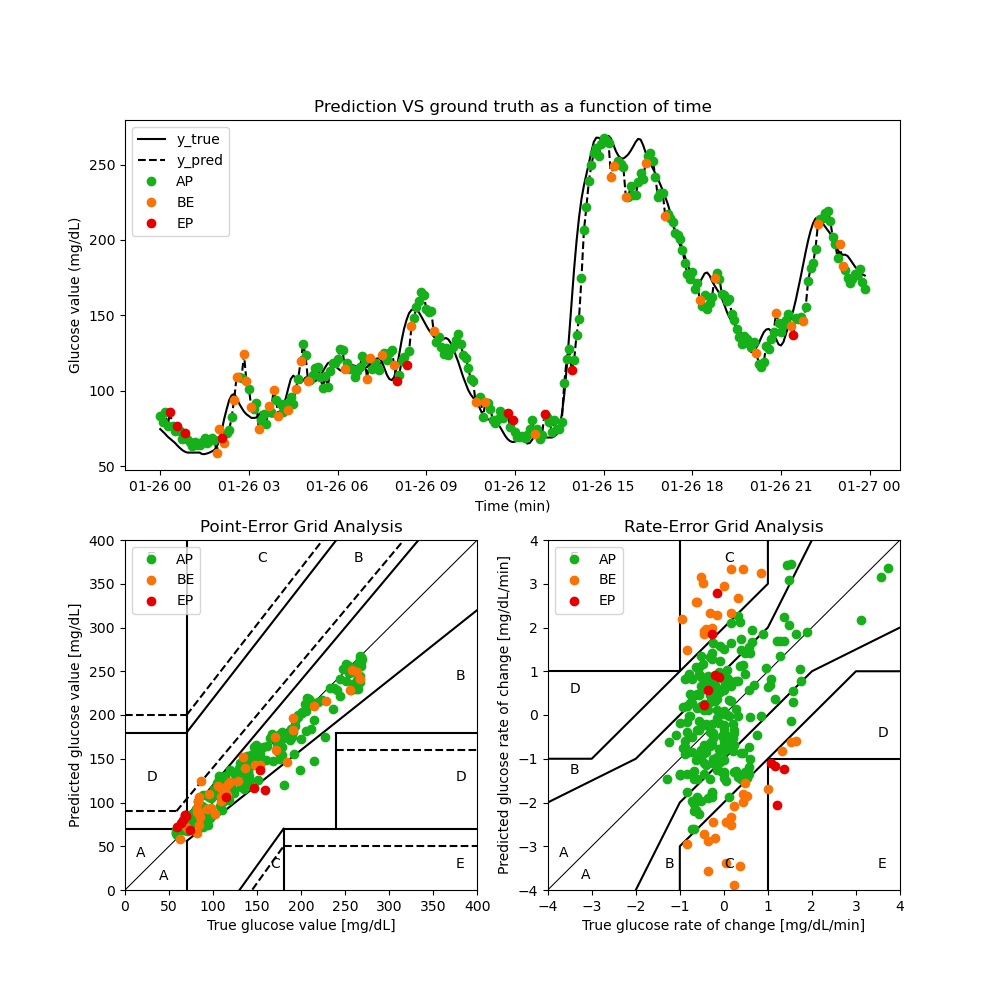 Prediction VS ground truth as a function of time
Glucose value (mg/dL)
250
200
150
100
50
y_true
y_pred
AP
BE
EP
01-26 00
01-26 03
01-26 06
01-26 09
01-26 12
01-26 15
01-26 18
01-26 21
01-27 00
Time (min)
Point-Error Grid Analysis
Predicted glucose value [mg/dL]
400
350
300
250
200
150
100
50
0
AP
BE
EP
C
B
B
D
D
A
A
C
E
0
50
100
150
200
250
300
350
400
True glucose value [mg/dL]
Rate-Error Grid Analysis
Predicted glucose rate of change [mg/dL/min]
4
3
2
1
0
−1
−2
−3
−4
AP
BE
EP
C
D
D
B
A
A
B
C
E
−4
−3
−2
−1
0
1
2
3
4
True glucose rate of change [mg/dL/min]